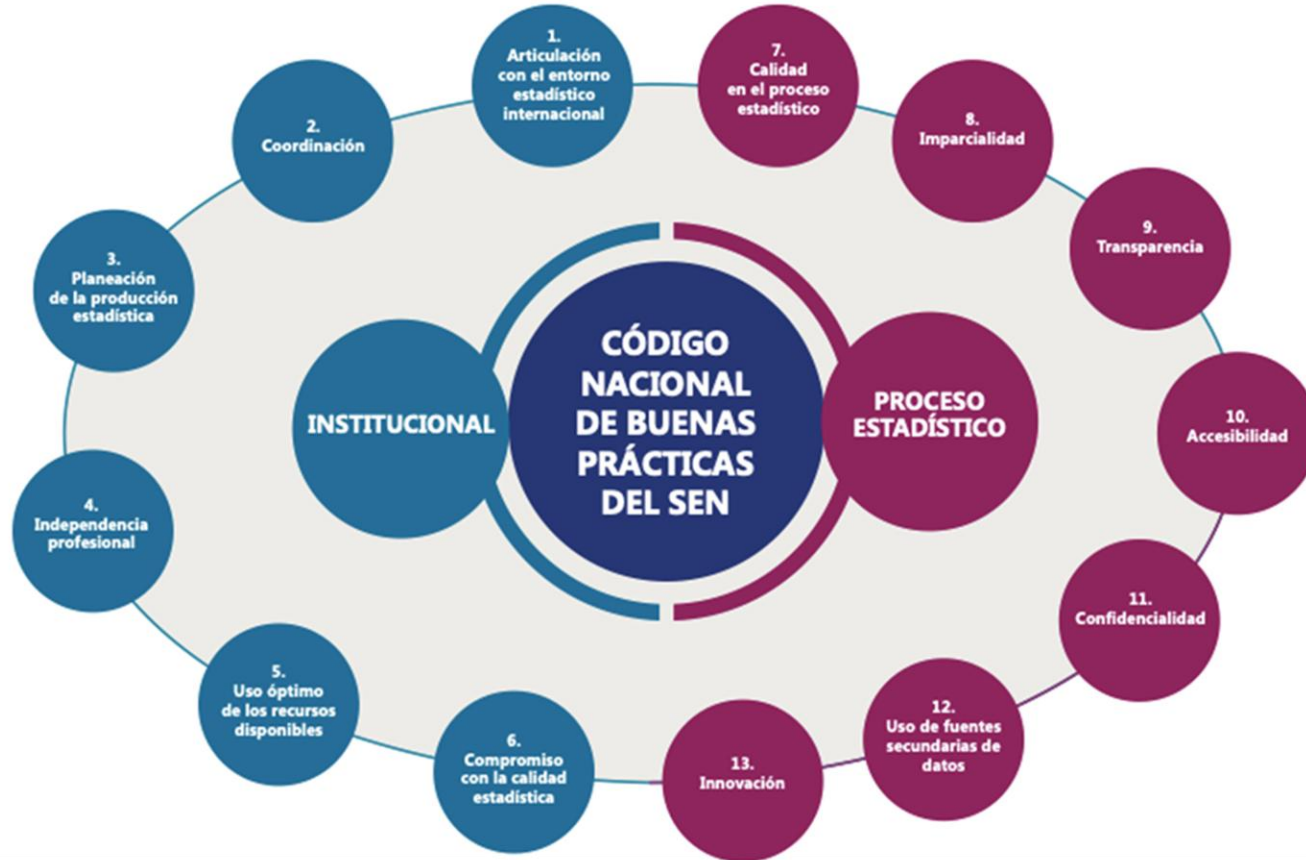 1.
Articulación
con el entorno
estadístico
internacional
2.
Coordinación
3.
Planeación
de la producción
estadística
4.
Independencia
profesional
5.
Uso óptimo
de los recursos
disponibles
6.
Compromiso
con la calidad
estadística
INSTITUCIONAL
CÓDIGO
NACIONAL
DE BUENAS
PRÁCTICAS
DEL SEN
PROCESO
ESTADÍSTICO
7.
Calidad
en el proceso
estadístico
8.
Imparcialidad
9.
Transparencia
10.
Accesibilidad
11.
Confidencialidad
12.
Uso de fuentes
secundarias de
datos
13.
Innovación